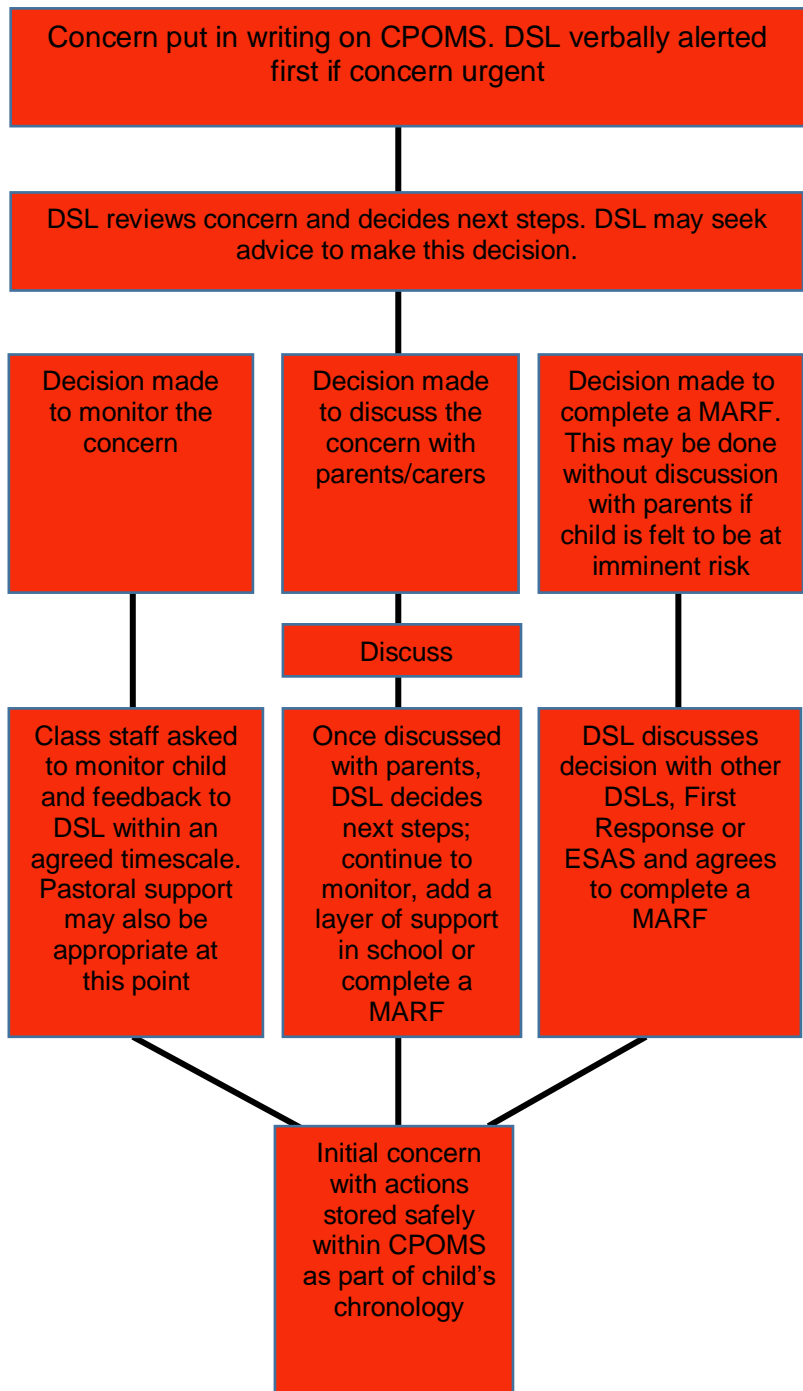 Concern put in writing on CPOMS. DSL verbally alerted
first if concern urgent
DSL reviews concern and decides next steps. DSL may seek
advice to make this decision.
Decision made
to monitor the
concern
Decision made
to discuss the
concern with
parents/carers
Decision made to
complete a MARF.
This may be done
without discussion
with parents if
child is felt to be at
imminent risk
Discuss
Class staff asked
to monitor child
and feedback to
DSL within an
agreed timescale.
Pastoral support
may also be
appropriate at
this point
Once discussed
with parents,
DSL decides
next steps;
continue to
monitor, add a
layer of support
in school or
complete a
MARF
DSL discusses
decision with other
DSLs, First
Response or
ESAS and agrees
to complete a
MARF
Initial concern
with actions
stored safely
within CPOMS
as part of child’s
chronology